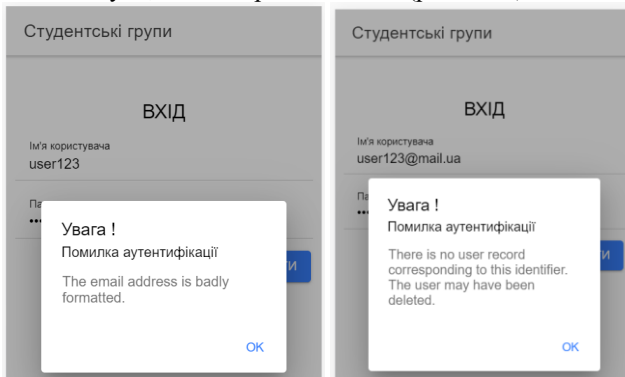 Студентські групи
ВХІД
Ім'я користувача
user123
Увага !
Помилка аутентифікації
The email address is badly
formatted.
OK
Студентські групи
ВХІД
Ім'я користувача
user123@mail.ua
Увага !
Помилка аутентифікації
There is no user record
corresponding to this identifier.
The user may have been
deleted.
OK